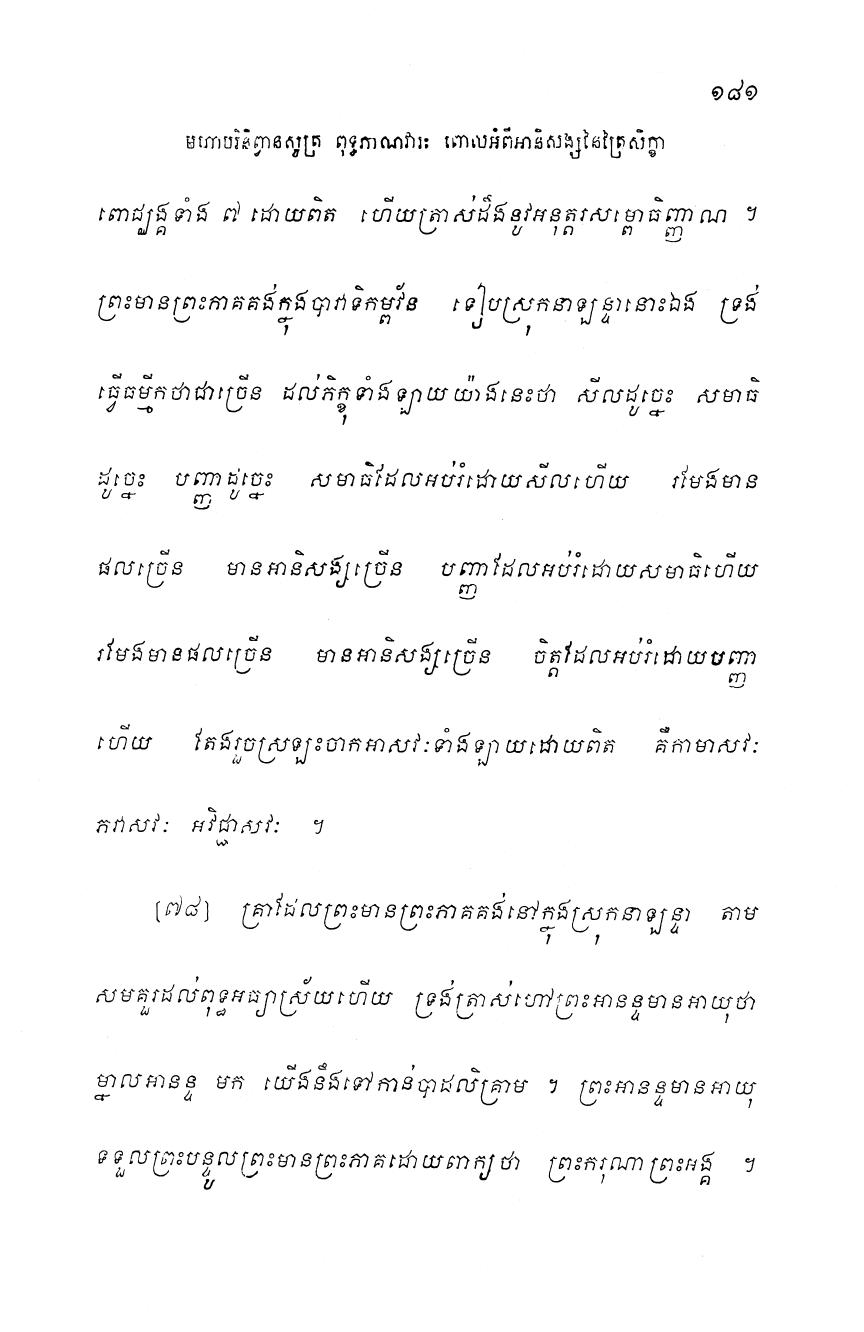 ១៨១
មហាបរិនិព្វានសូត្រ ពុទ្ធភាណវារៈ ពោលអំពីអានិសង្សនៃត្រៃសិក្ខា
ពោជ្ឈង្គទាំង ៧ ដោយពិត ហើយត្រាស់ដឹងនូវអនុត្តរសម្ពោធិញ្ញាណ ។
ព្រះមានព្រះភាគគង់ក្នុងបាវាទិកម្ពវ័ន ទៀបស្រុកនាឡន្ទានោះឯង ទ្រង់
ធ្វើធម្មីកថាជាច្រើន ដល់ភិក្ខុទាំងឡាយយ៉ាងនេះថា សីលដូច្នេះ សមាធិ
ដូច្នេះ បញ្ញាដូច្នេះ សមាធិដែលអប់រំដោយសីលហើយ រមែងមាន
ផលច្រើន មានអានិសង្សច្រើន បញ្ញាដែលអប់រំដោយសមាធិហើយ
រមែងមានផលច្រើន មានអានិសង្សច្រើន ចិត្តដែលអប់រំដោយបញ្ញា
ហើយ តែងរួចស្រឡះចាកអាសវៈទាំងឡាយដោយពិត គឺកាមាសវៈ
ភវាសវៈ អវិជ្ជាសវៈ ។
[៧៨] គ្រាដែលព្រះមានព្រះភាគគង់នៅក្នុងស្រុកនាឡន្ទា តាម
សមគួរដល់ពុទ្ធអធ្យាស្រ័យហើយ ទ្រង់ត្រាស់ហៅព្រះអានន្ទមានអាយុថា
ម្នាលអានន្ទ មក យើងនឹងទៅកាន់បាដលិគ្រាម ។ ព្រះអានន្ទមានអាយុ
ទទួលព្រះបន្ទូលព្រះមានព្រះភាគដោយពាក្យថា ព្រះករុណាព្រះអង្គ ។